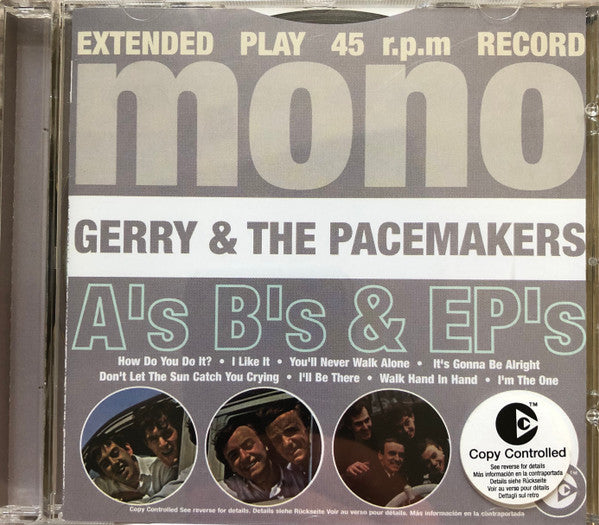 EXTENDED PLAY 45 r.p.m RECORD
mono
GERRY & THE PACEMAKERS
A's B's & EP's
How Do You Do It? • I Like It • You'll Never Walk Alone • It's Gonna Be Alright
Don't Let The Sun Catch You Crying • I'll Be There • Walk Hand In Hand • I'm The One
TM
Copy Controlled
See reverse for details
Más información en la contraportada
Details siehe Rückseite
Voir au verso pour détails
Dettagli sul retro
Copy Controlled See reverse for details. Details siehe Rückseite Voir au verso pour détails. Más información en la contraportada